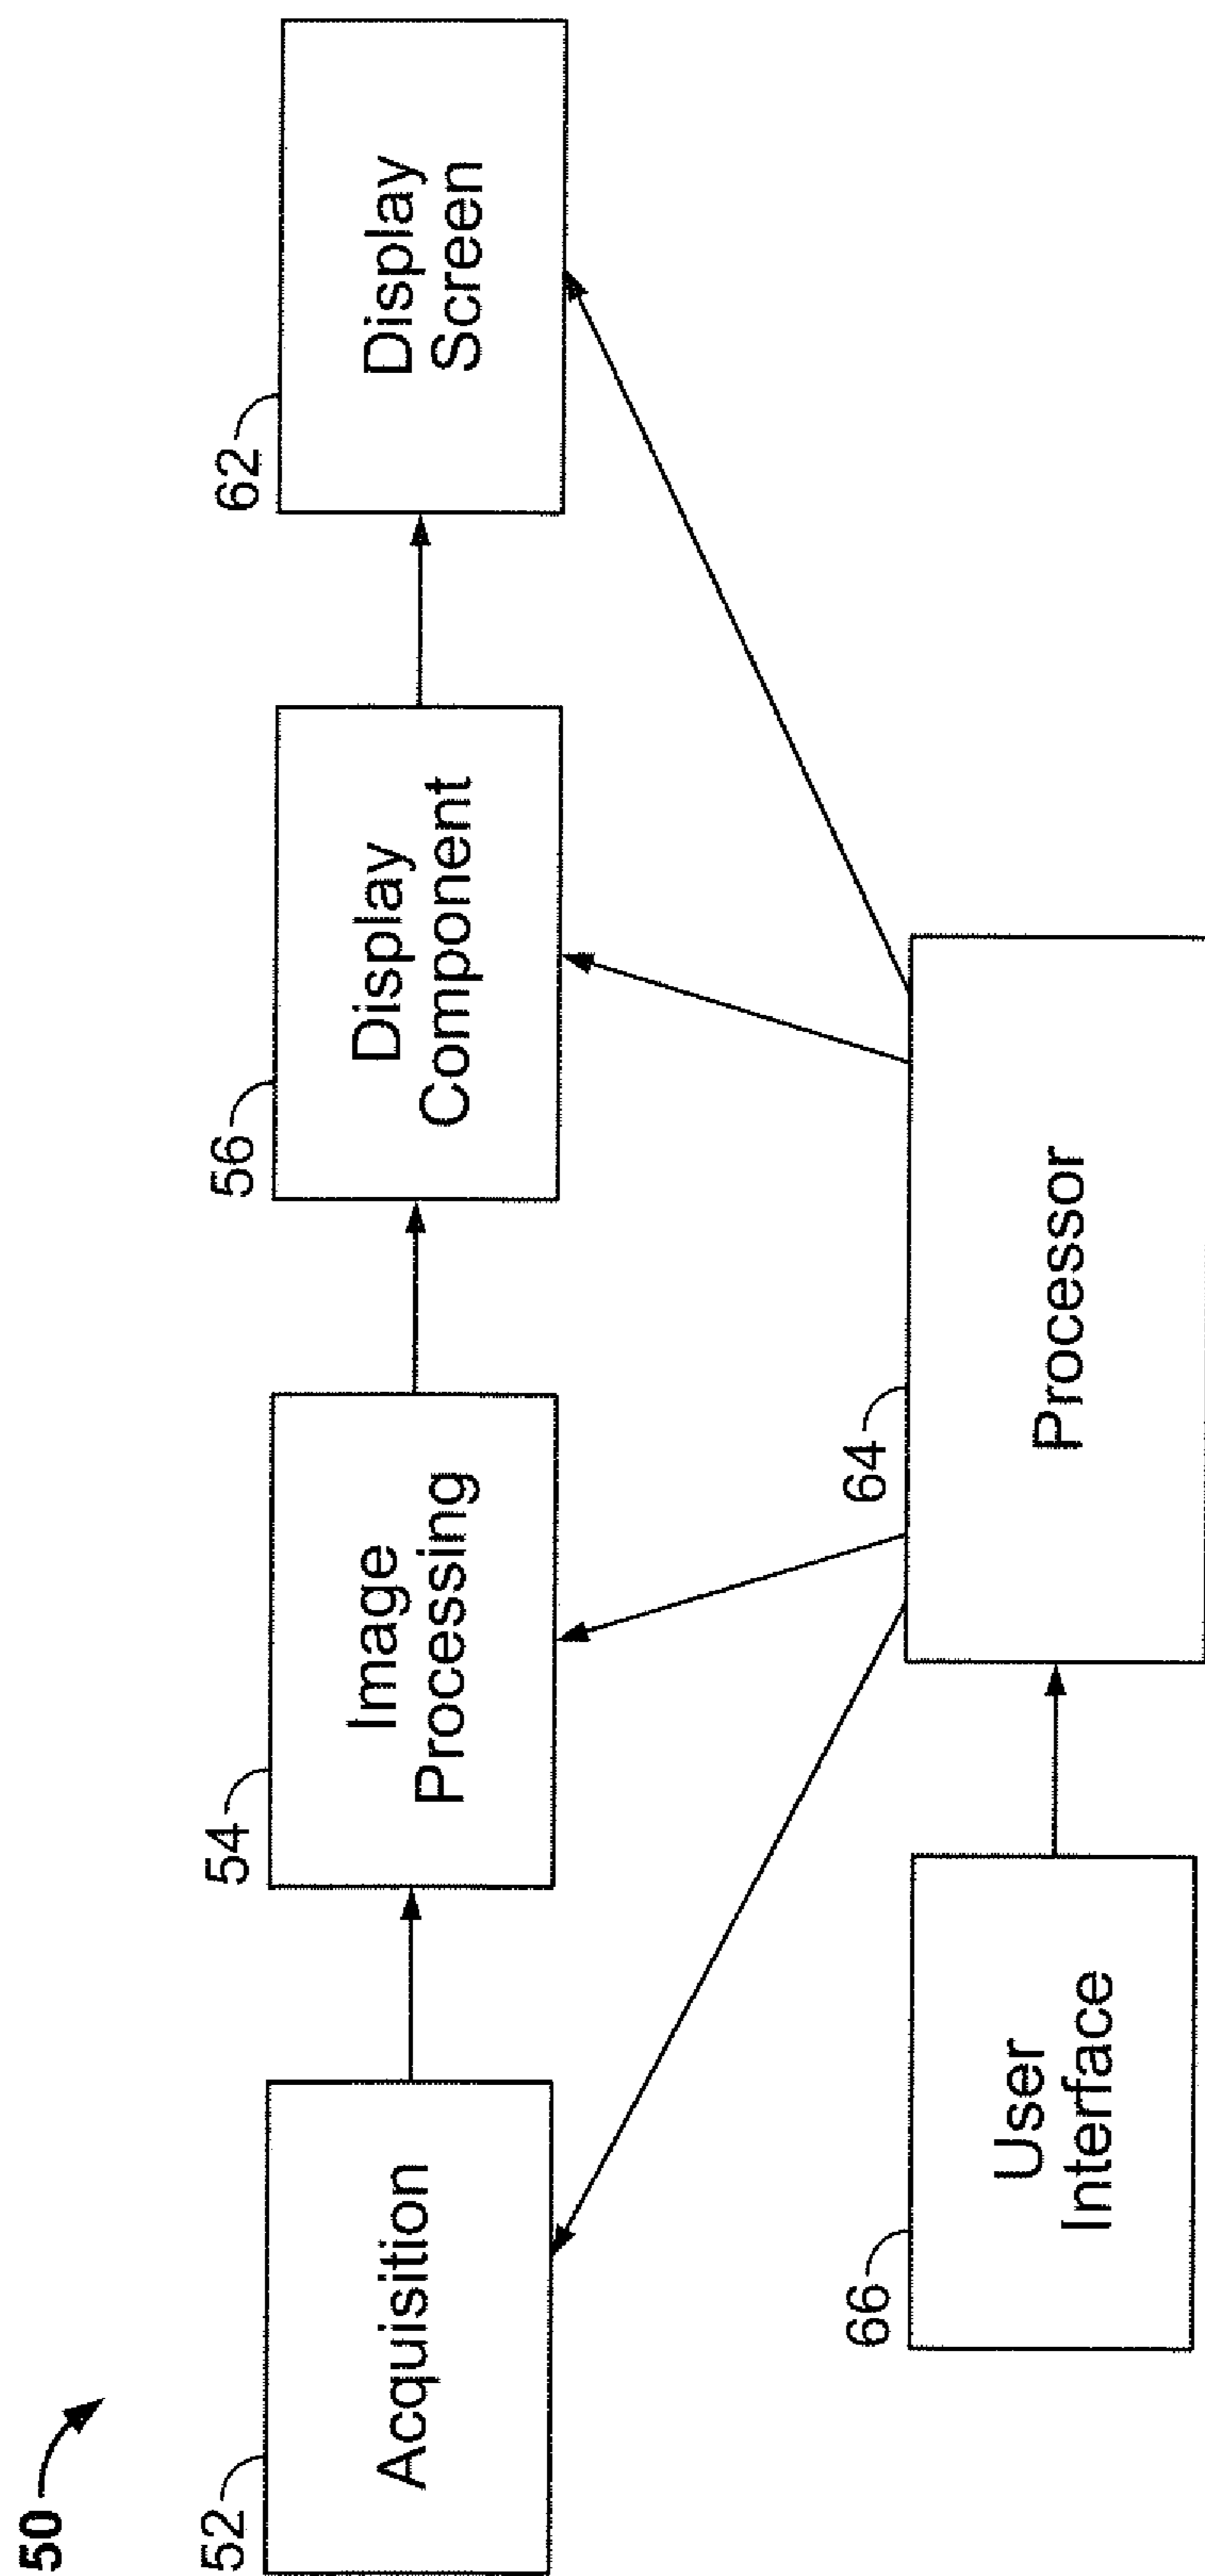 50
52
Acquisition
54
Image
Processing
56
Display
Component
62
Display
Screen
66
User
Interface
64
Processor